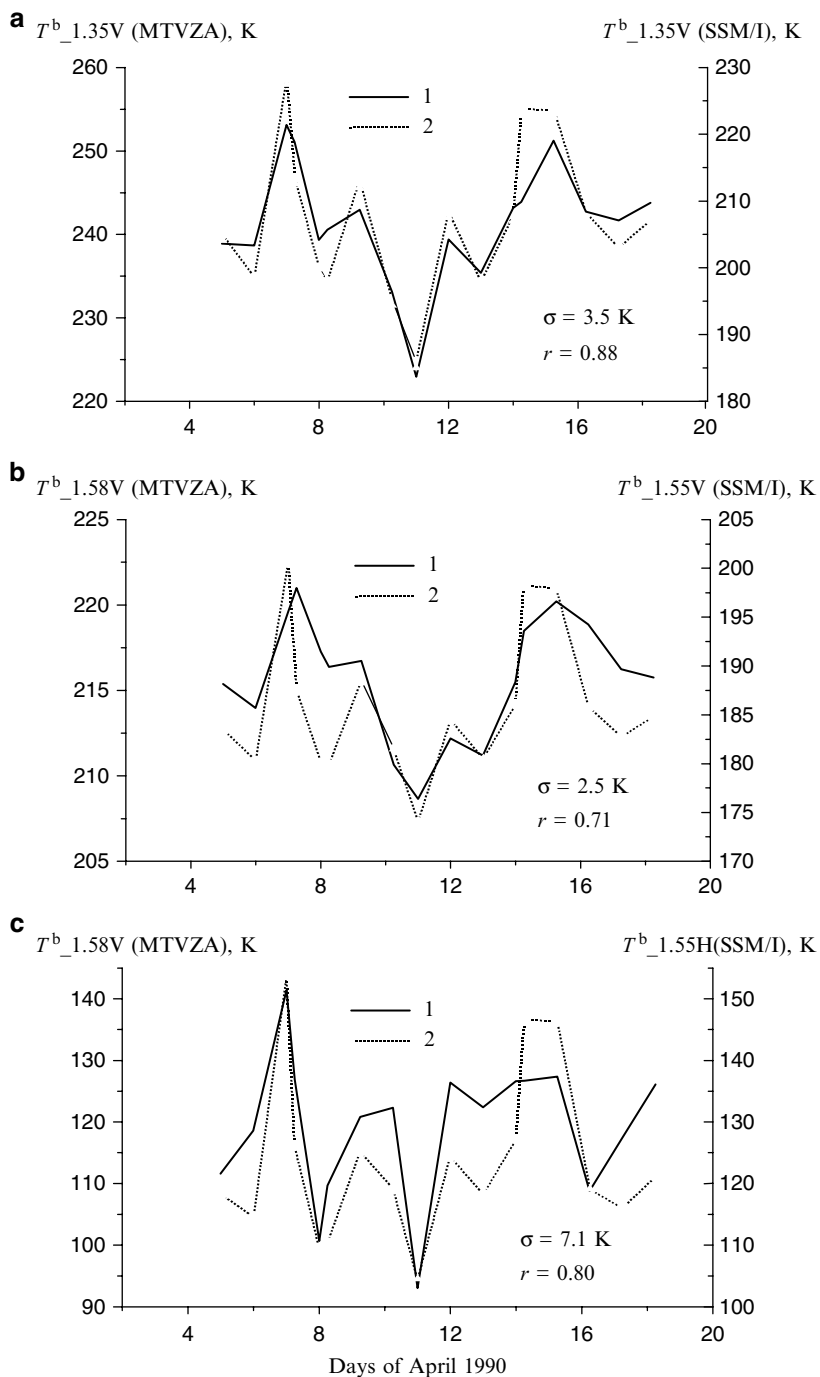 a
T^b_1.35V (MTVZA), K T^b_1.35V (SSM/I), K
260 230
1
2
250 220
210
240
200
230
σ = 3.5 K
190
r = 0.88
220 180
4 8 12 16 20
b
T^b_1.58V (MTVZA), K T^b_1.55V (SSM/I), K
225 205
1
200
2
220
195
190
215
185
210 180
σ = 2.5 K
175
r = 0.71
205 170
4 8 12 16 20
c
T^b_1.58V (MTVZA), K T^b_1.55H(SSM/I), K
140 150
1
2
130 140
120 130
110 120
100 110
σ = 7.1 K
r = 0.80
90 100
4 8 12 16 20
Days of April 1990